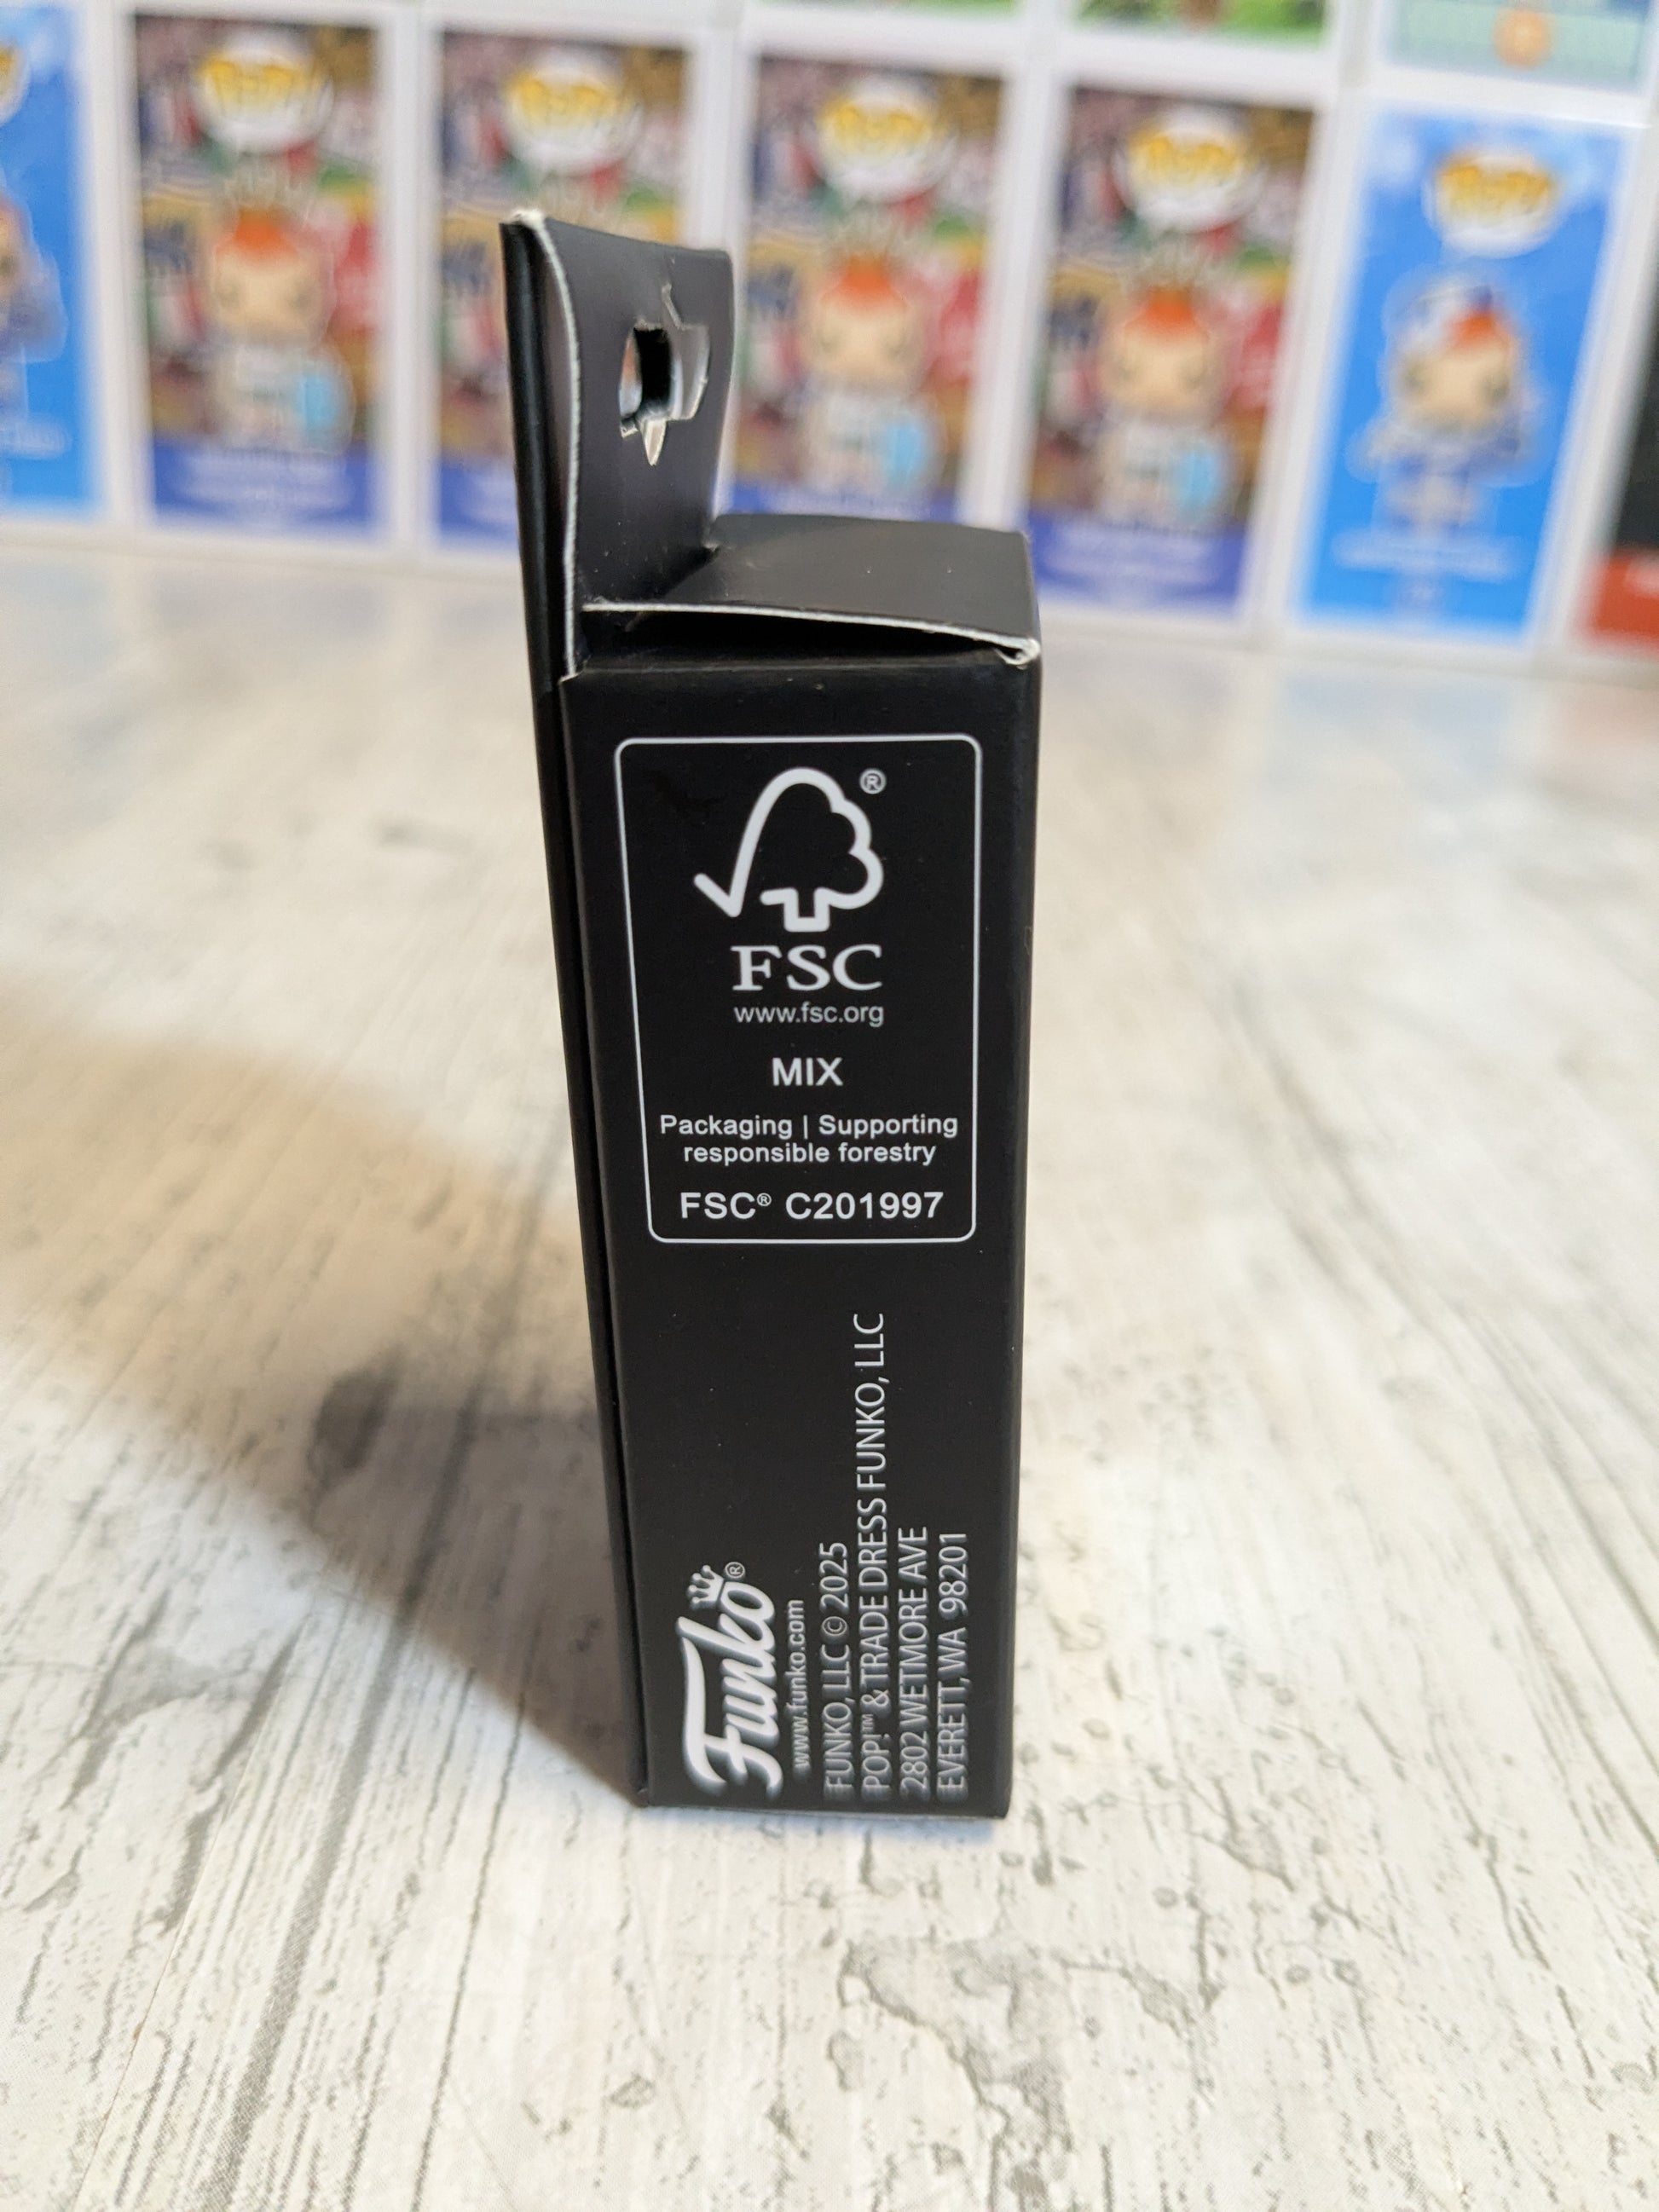 ®
FSC
www.fsc.org
MIX
Packaging | Supporting
responsible forestry
FSC® C201997
Funko®
www.funko.com
FUNKO, LLC © 2025
POP!™ & TRADE DRESS FUNKO, LLC
2802 WETMORE AVE
EVERETT, WA 98201